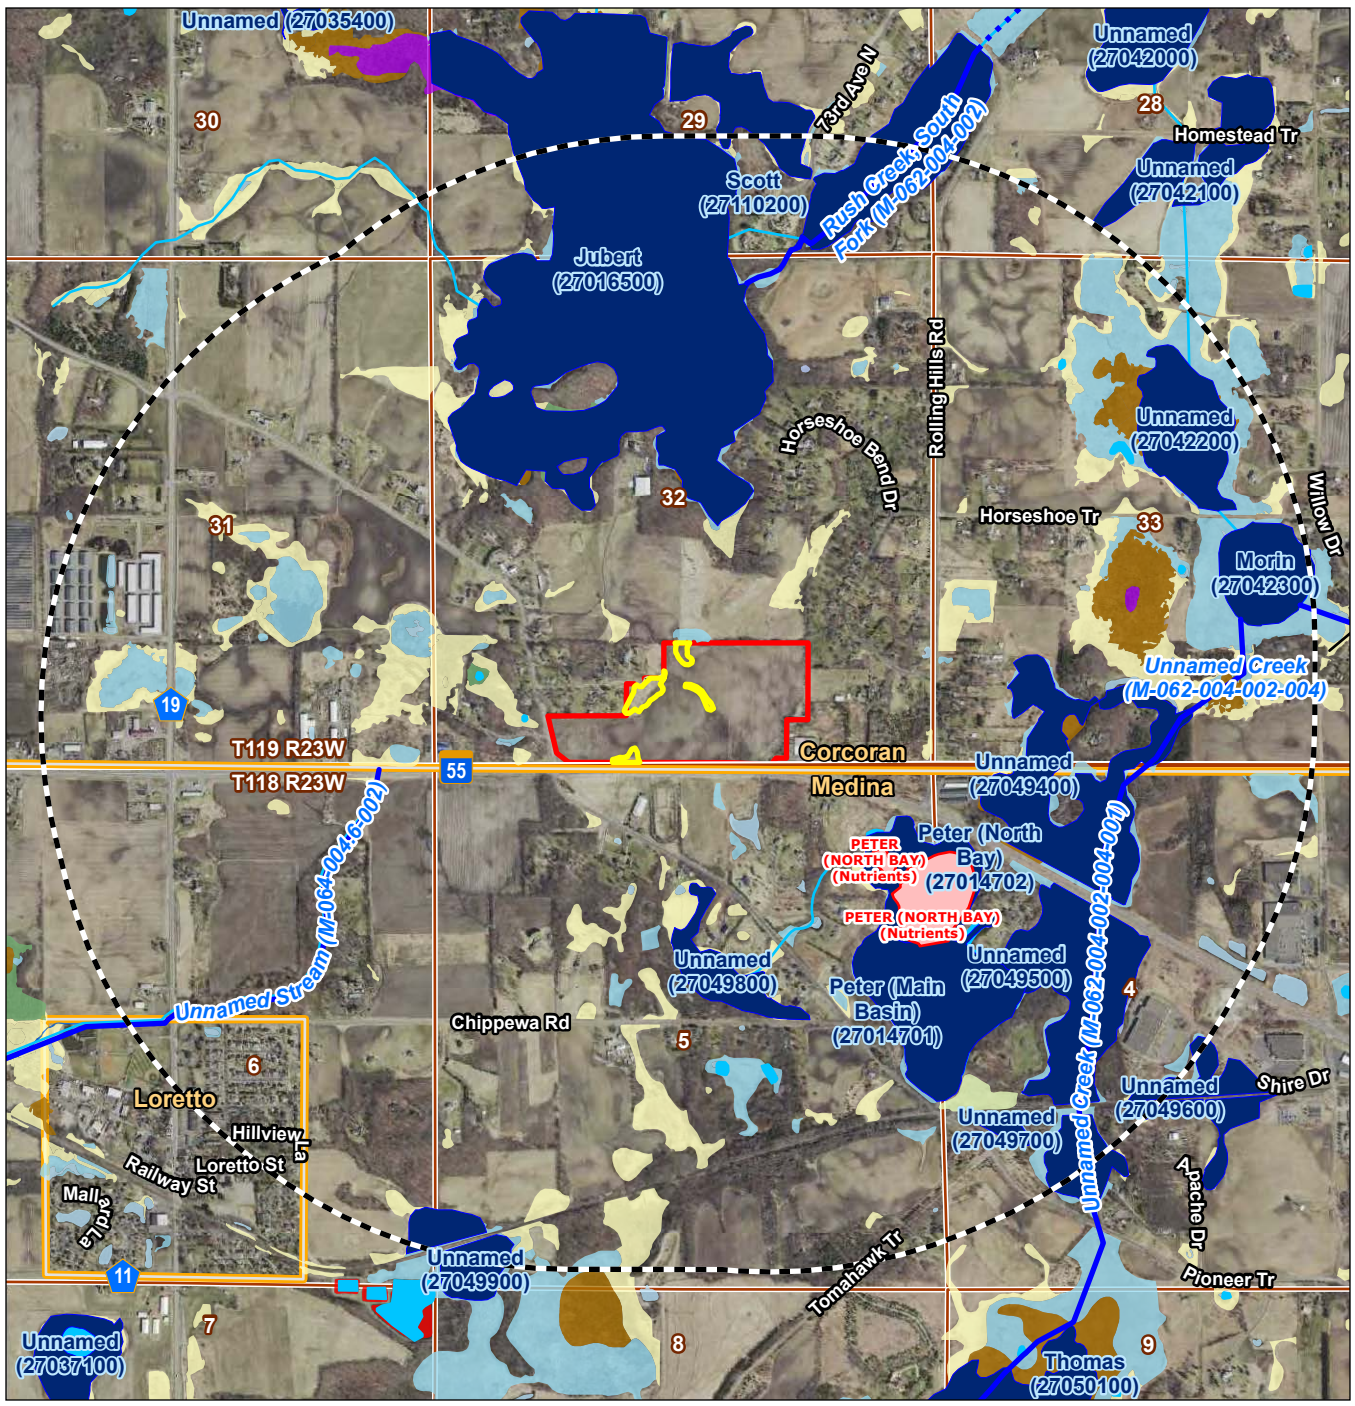 Unnamed (27035400)
30
29
73rd Ave N
Unnamed
(27042000)
28
Homestead Tr
Unnamed
(27042100)
Rush Creek, South
Fork (M-062-004-002)
Scott
(27110200)
Jubert
(27016500)
Rolling Hills Rd
Unnamed
(27042200)
Horseshoe Bend Dr
32
31
Horseshoe Tr
33
Willow Dr
Morin
(27042300)
Unnamed Creek
(M-062-004-002-004)
19
T119 R23W
T118 R23W
55
Corcoran
Medina
Unnamed
(27049400)
Unnamed Stream (M-064-004.6-002)
PETER
(NORTH BAY)
(Nutrients)
Peter (North
Bay)
(27014702)
PETER (NORTH BAY)
(Nutrients)
Unnamed
(27049500)
Unnamed
(27049800)
Peter (Main
Basin)
(27014701)
4
Unnamed Creek (M-062-004-002-004-001)
Chippewa Rd
5
6
Loretto
Unnamed
(27049600)
Shire Dr
Unnamed
(27049700)
Hillview La
Loretto St
Railway St
Mallard La
Apache Dr
Tomahawk Tr
Pioneer Tr
11
Unnamed
(27049900)
7
8
9
Unnamed
(27037100)
Thomas
(27050100)